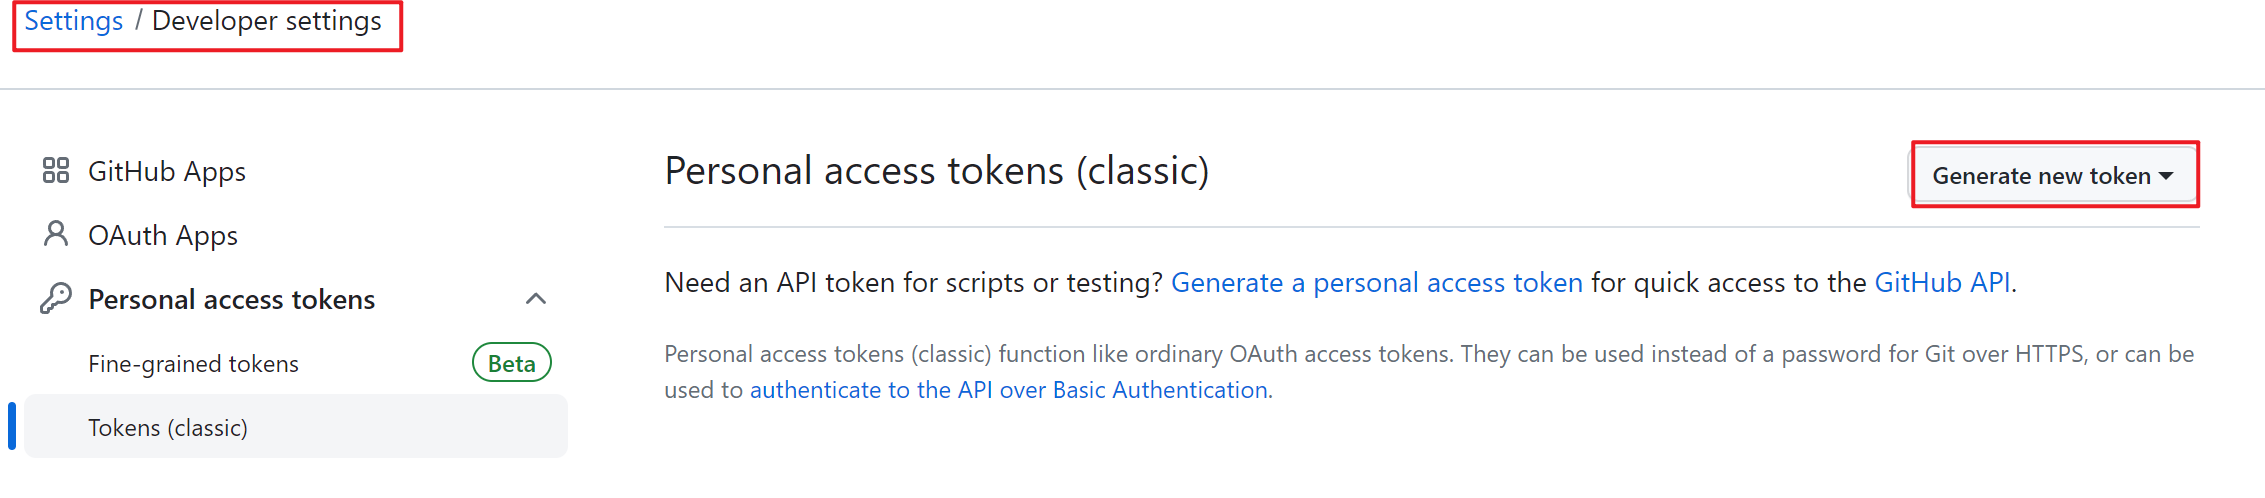 Settings / Developer settings
GitHub Apps
OAuth Apps
Personal access tokens
Fine-grained tokens Beta
Tokens (classic)
Personal access tokens (classic)
Generate new token
Need an API token for scripts or testing? Generate a personal access token for quick access to the GitHub API.
Personal access tokens (classic) function like ordinary OAuth access tokens. They can be used instead of a password for Git over HTTPS, or can be
used to authenticate to the API over Basic Authentication.